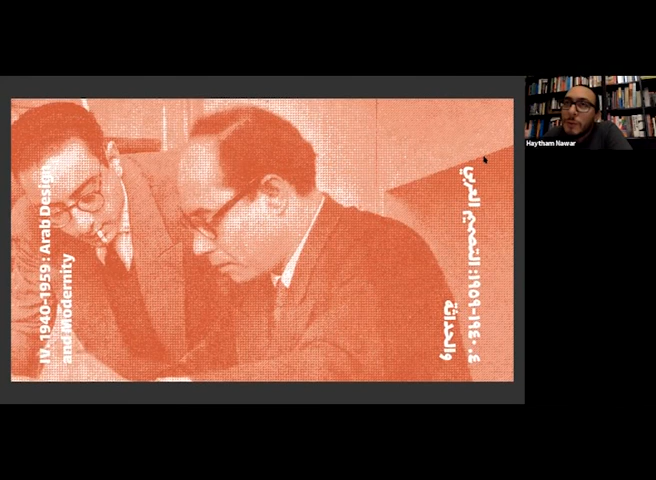 IV. 1940-1959 : Arab Design
and Modernity
٤. ١٩٤٠-١٩٥٩: التصميم العربي
والحداثة
Haytham Nawar